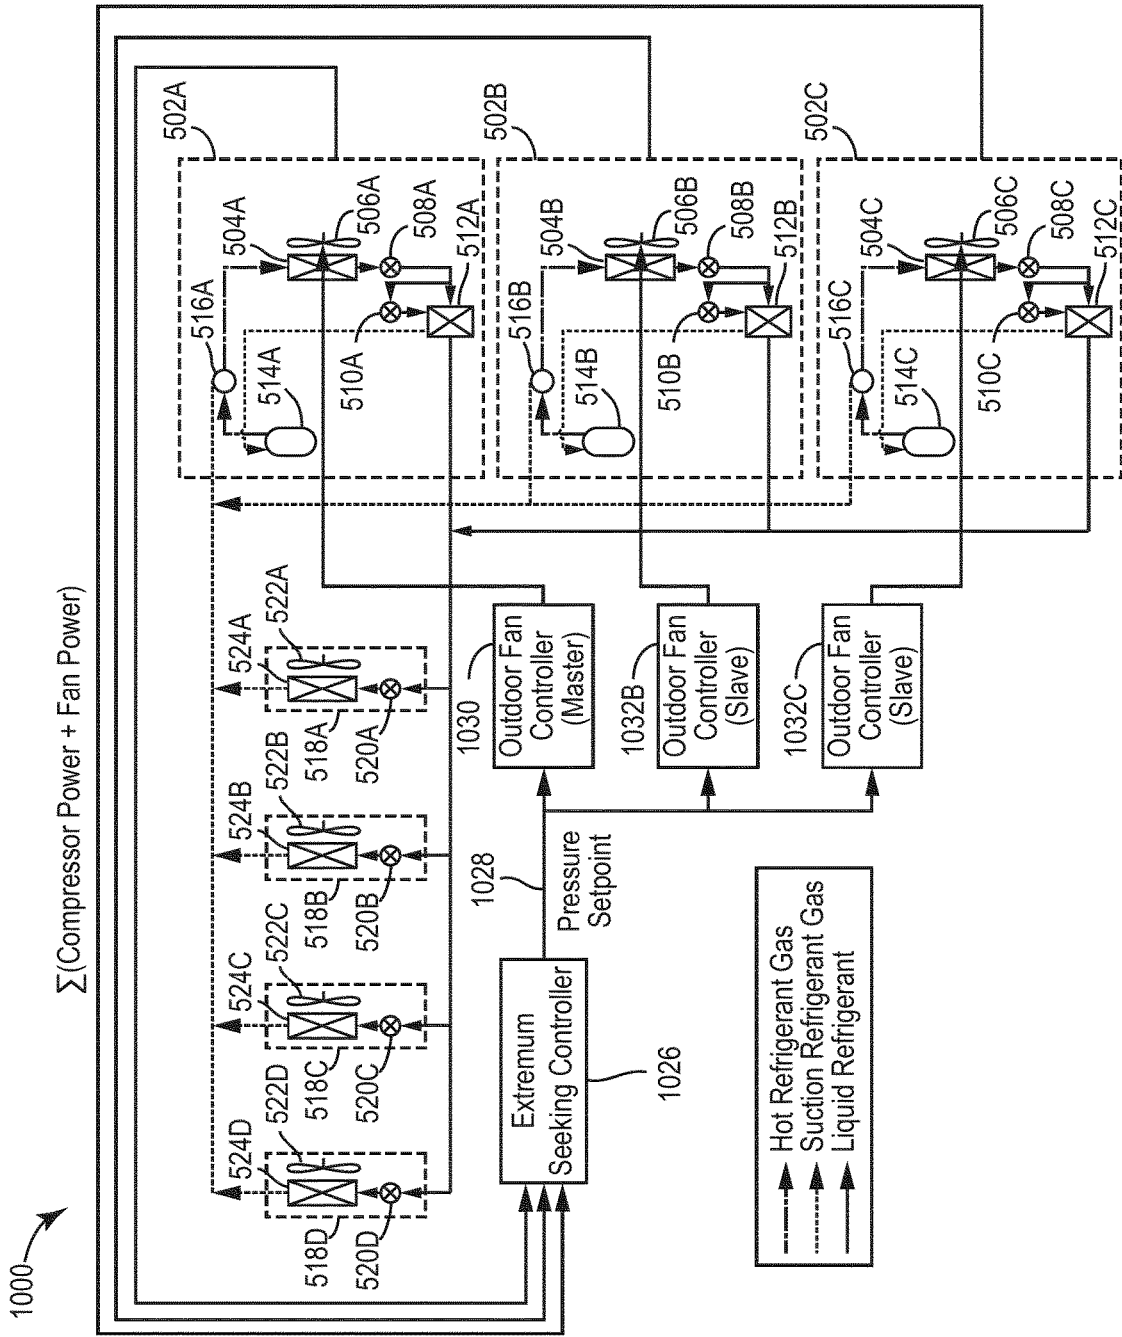 1000
Σ(Compressor Power + Fan Power)
502A
504A
506A
508A
512A
516A
514A
510A
502B
504B
506B
508B
512B
516B
514B
510B
502C
504C
506C
508C
512C
516C
514C
510C
524A
522A
518A
520A
524B
522B
518B
520B
524C
522C
518C
520C
524D
522D
518D
520D
1030
Outdoor Fan
Controller
(Master)
1032B
Outdoor Fan
Controller
(Slave)
1032C
Outdoor Fan
Controller
(Slave)
1028
Pressure
Setpoint
Extremum
Seeking Controller
1026
Hot Refrigerant Gas
Suction Refrigerant Gas
Liquid Refrigerant